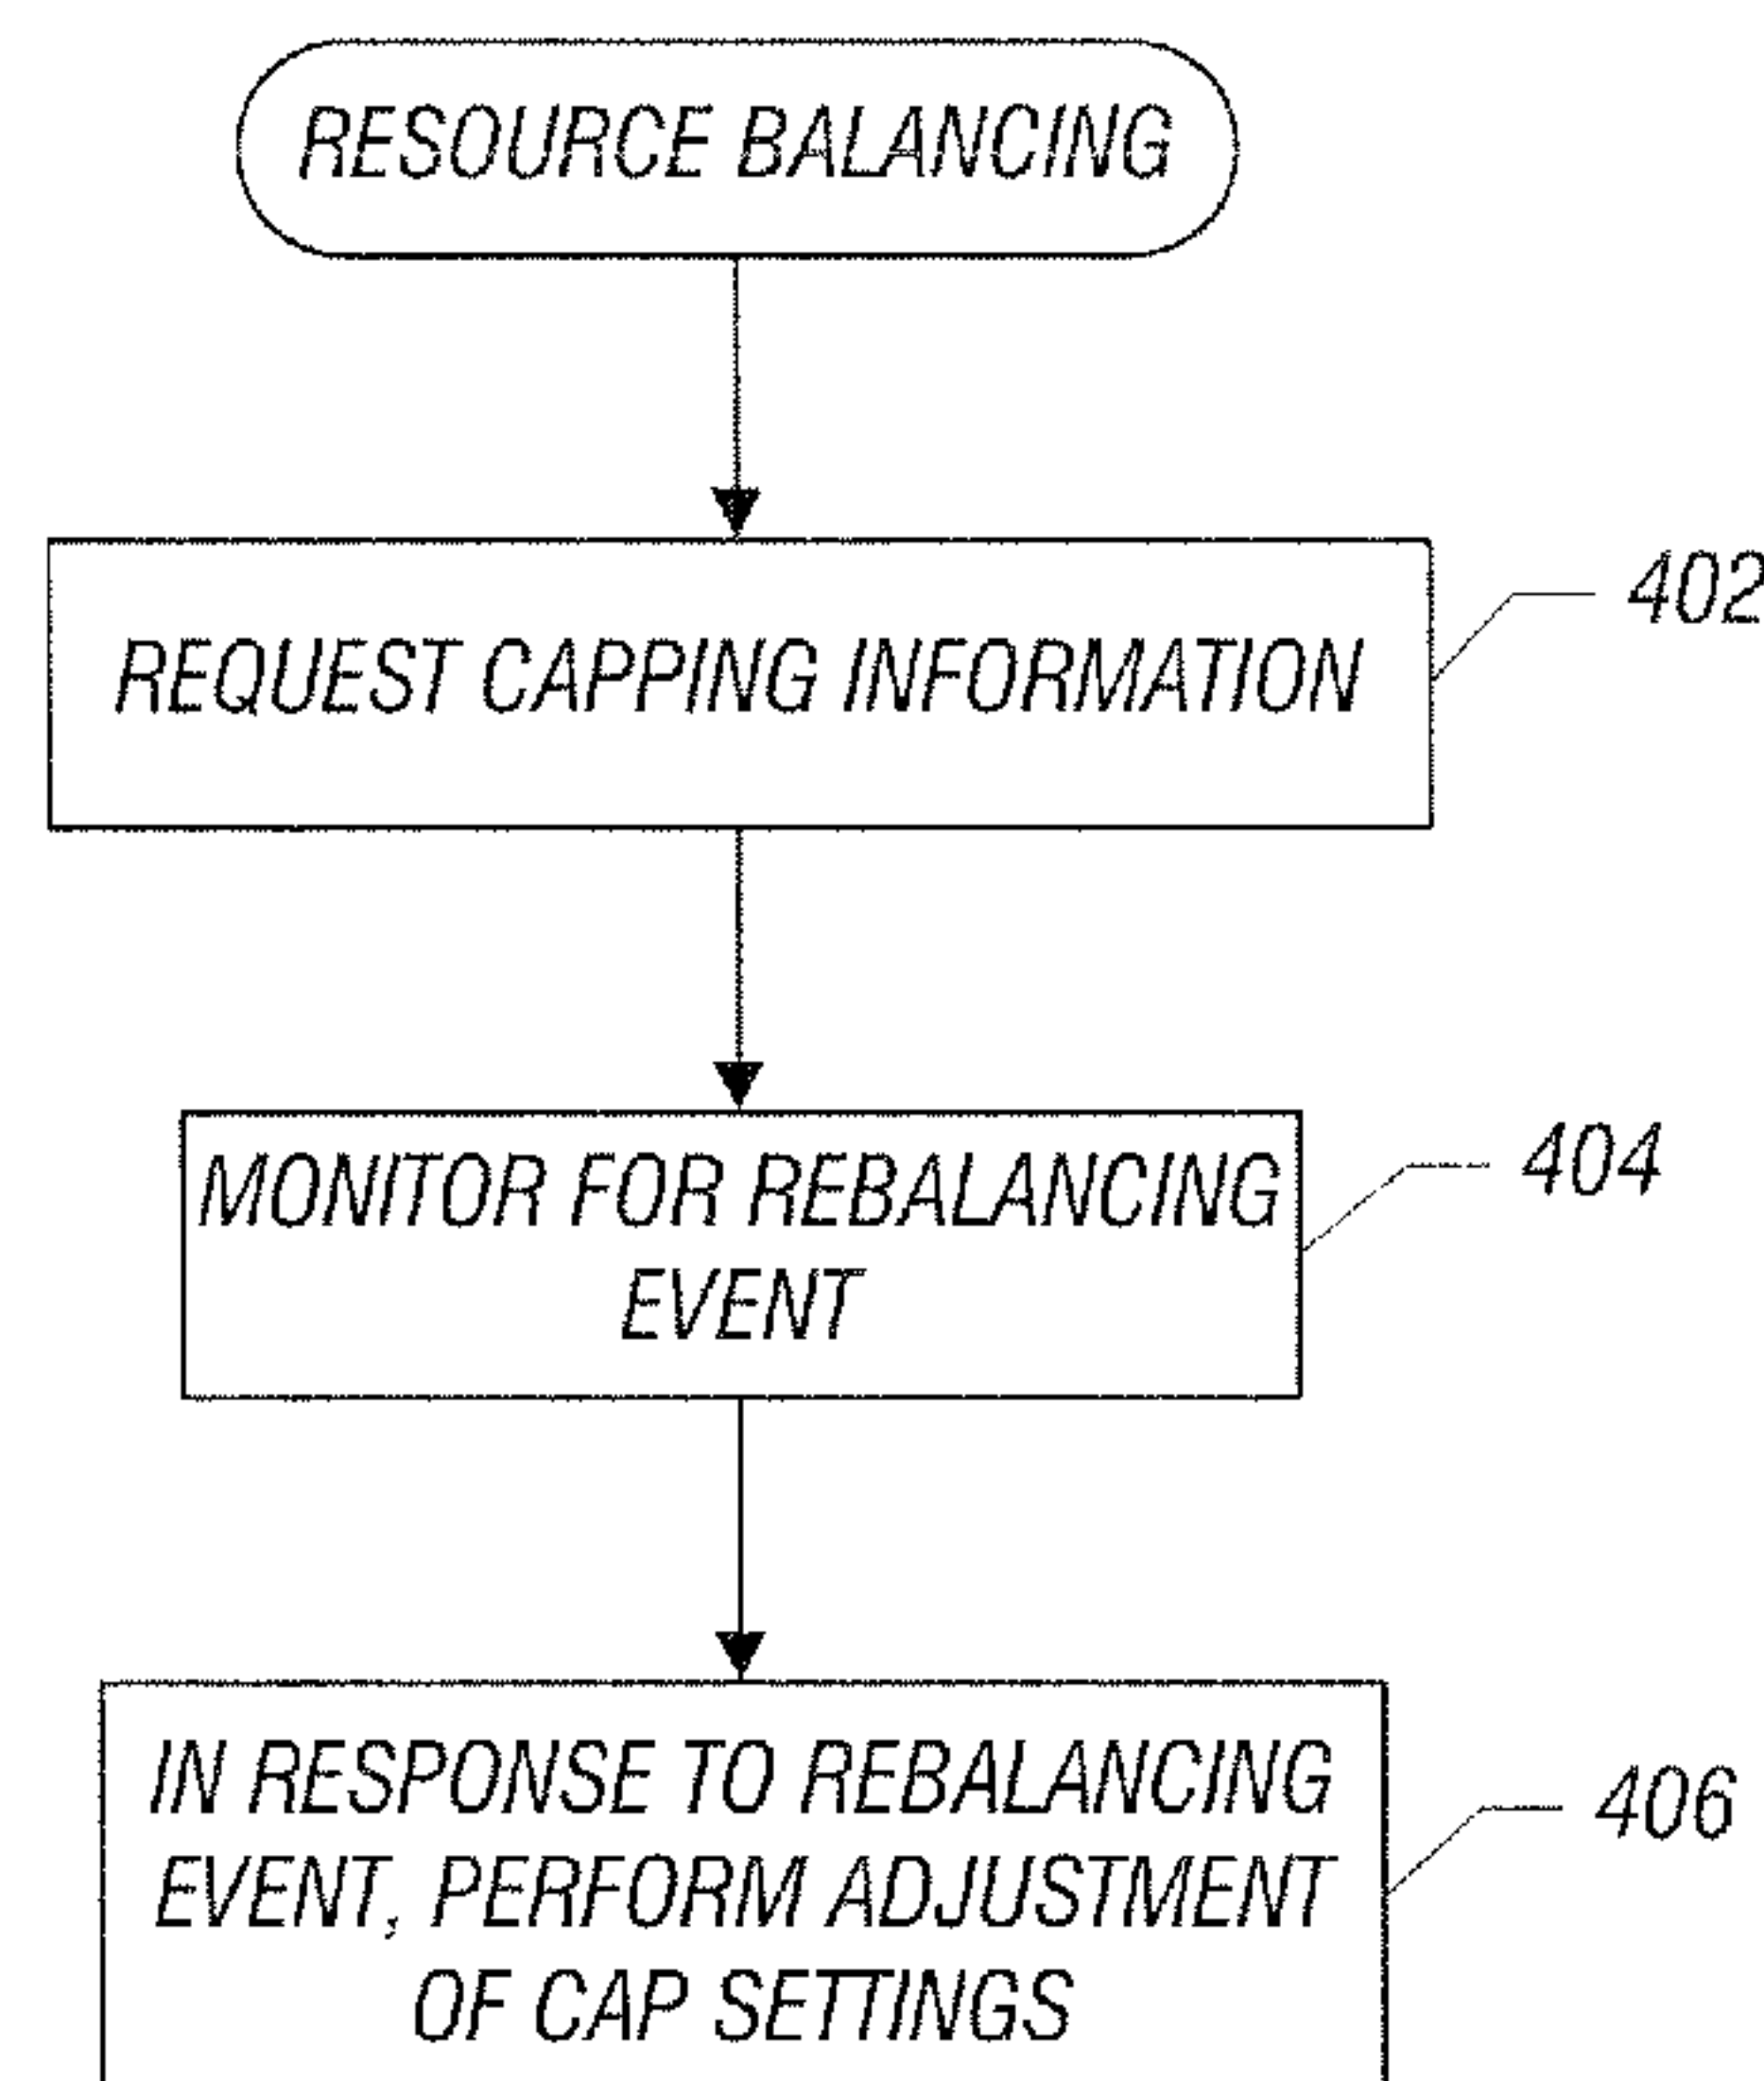 RESOURCE BALANCING
REQUEST CAPPING INFORMATION
402
MONITOR FOR REBALANCING
EVENT
404
IN RESPONSE TO REBALANCING
EVENT, PERFORM ADJUSTMENT
OF CAP SETTINGS
406